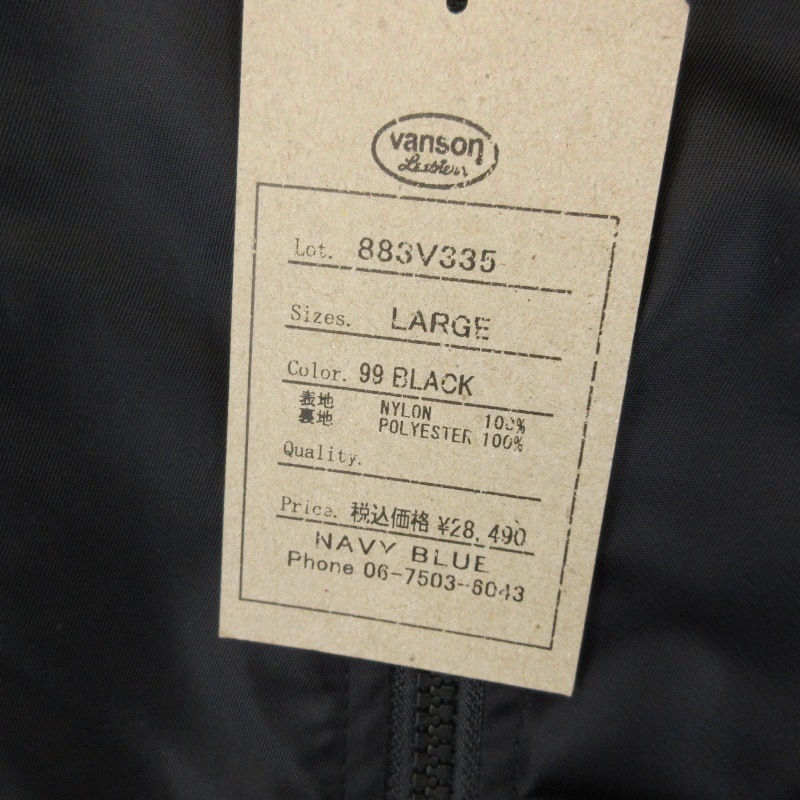 vanson
Leathers
Lot. 883V335
Sizes. LARGE
Color. 99 BLACK
表地 NYLON 100%
裏地 POLYESTER 100%
Quality.
Price. 税込価格 ¥28,490
NAVY BLUE
Phone 06-7503-6043